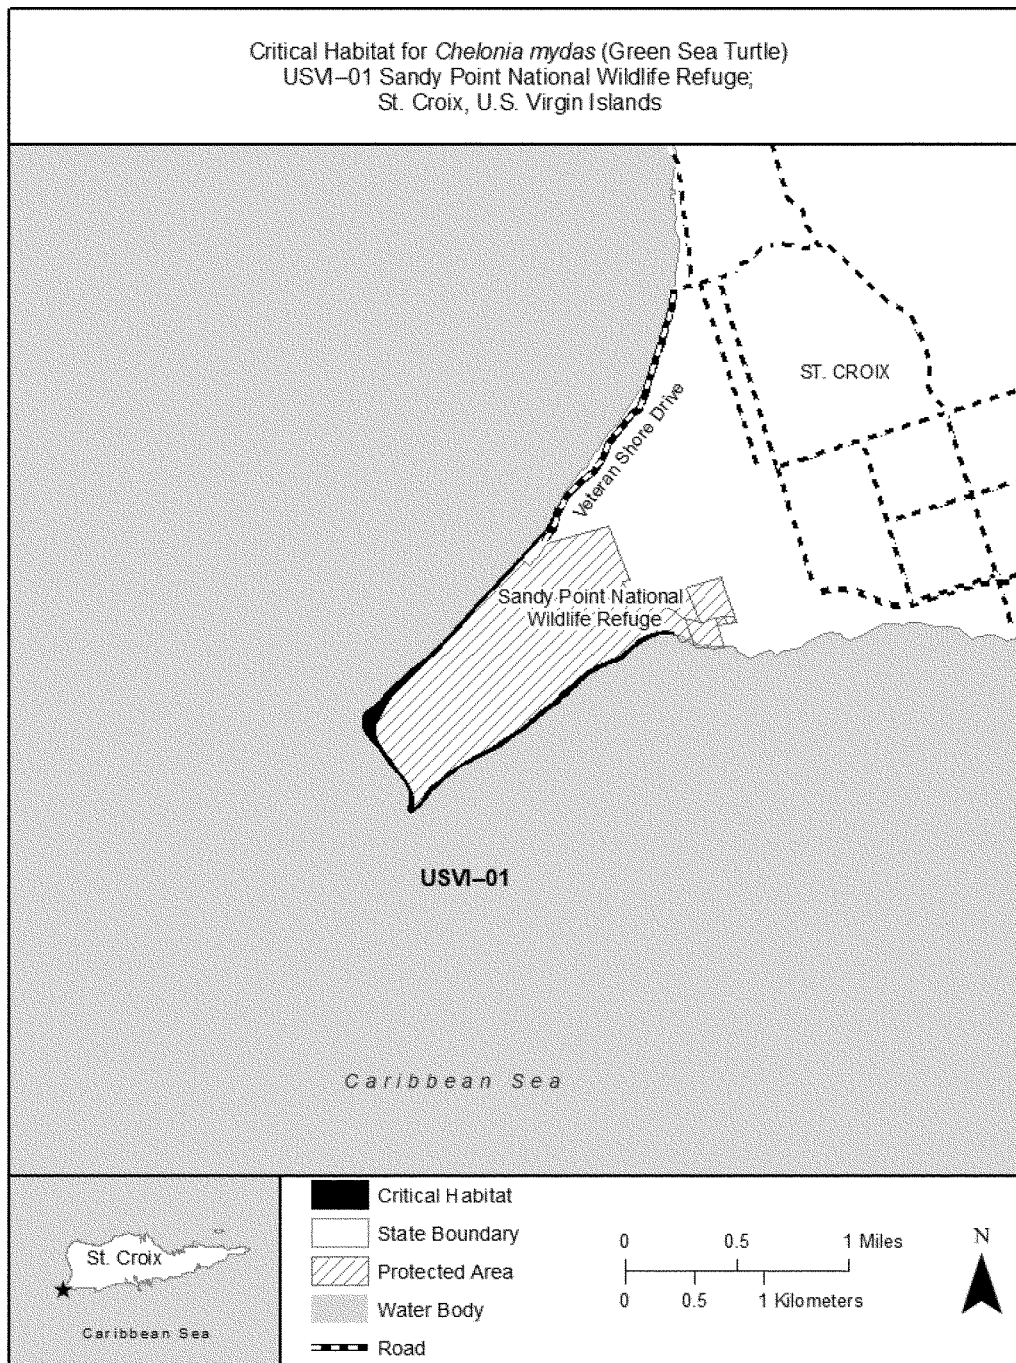 Critical Habitat for Chelonia mydas (Green Sea Turtle)
USVI–01 Sandy Point National Wildlife Refuge;
St. Croix, U.S. Virgin Islands
ST. CROIX
Veteran Shore Drive
Sandy Point National
Wildlife Refuge
USVI–01
Caribbean Sea
St. Croix
Caribbean Sea
Critical Habitat
State Boundary
Protected Area
Water Body
Road
0 0.5 1 Miles
0 0.5 1 Kilometers
N